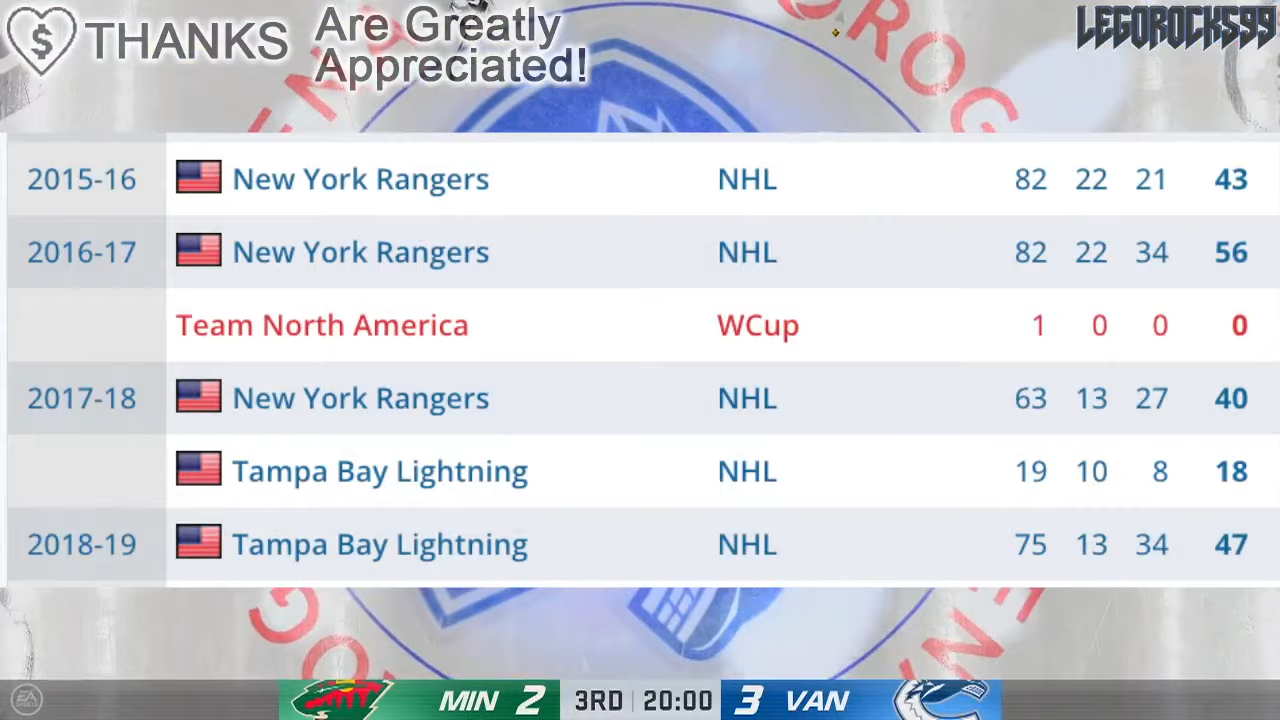 $ THANKS
Are Greatly
Appreciated!
LEGOROCKS99
2015-16 New York Rangers NHL 82 22 21 43
2016-17 New York Rangers NHL 82 22 34 56
Team North America WCup 1 0 0 0
2017-18 New York Rangers NHL 63 13 27 40
Tampa Bay Lightning NHL 19 10 8 18
2018-19 Tampa Bay Lightning NHL 75 13 34 47
EA SPORTS MIN 2 3RD 20:00 3 VAN